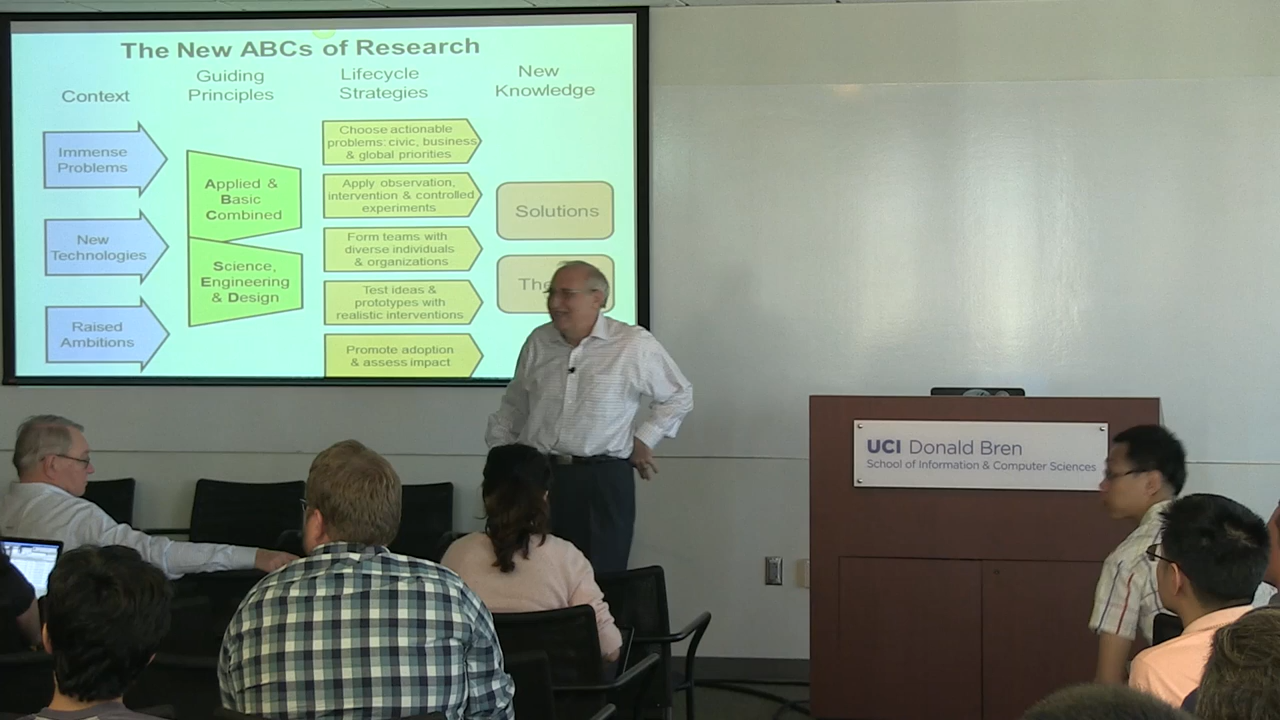 The New ABCs of Research
Context
Guiding
Principles
Lifecycle
Strategies
New
Knowledge
Immense
Problems
New
Technologies
Raised
Ambitions
Applied &
Basic
Combined
Science,
Engineering
& Design
Choose actionable
problems: civic, business
& global priorities
Apply observation,
intervention & controlled
experiments
Form teams with
diverse individuals
& organizations
Test ideas &
prototypes with
realistic interventions
Promote adoption
& assess impact
Solutions
UCI Donald Bren
School of Information & Computer Sciences